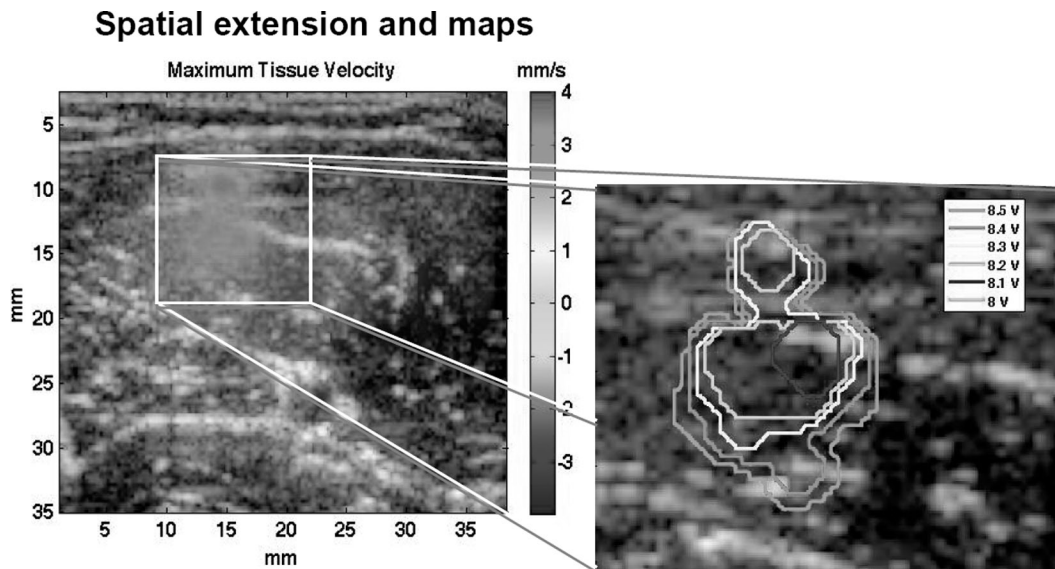 Spatial extension and maps
Maximum Tissue Velocity
mm/s
5
10
15
20
25
30
35
mm
5
10
15
20
25
30
35
mm
4
3
2
1
0
-1
-2
-3
8.5 V
8.4 V
8.3 V
8.2 V
8.1 V
8 V